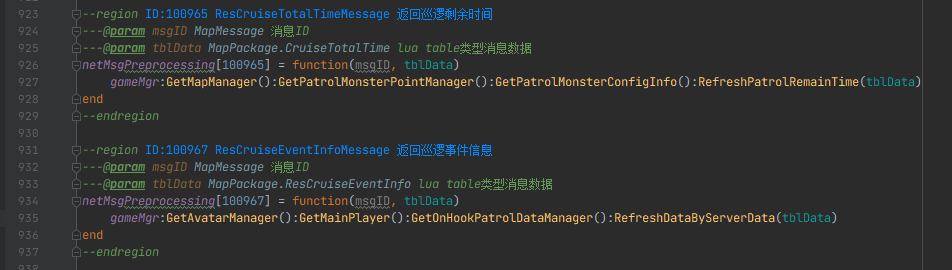 923 --region ID:100965 ResCruiseTotalTimeMessage 返回巡逻剩余时间
924 ---@param msgID MapMessage 消息ID
925 ---@param tblData MapPackage.CruiseTotalTime lua table类型消息数据
926 netMsgPreprocessing[100965] = function(msgID, tblData)
927 gameMgr:GetMapManager():GetPatrolMonsterPointManager():GetPatrolMonsterConfigInfo():RefreshPatrolRemainTime(tblData)
928 end
929 --endregion
930
931 --region ID:100967 ResCruiseEventInfoMessage 返回巡逻事件信息
932 ---@param msgID MapMessage 消息ID
933 ---@param tblData MapPackage.ResCruiseEventInfo lua table类型消息数据
934 netMsgPreprocessing[100967] = function(msgID, tblData)
935 gameMgr:GetAvatarManager():GetMainPlayer():GetOnHookPatrolDataManager():RefreshDataByServerData(tblData)
936 end
937 --endregion